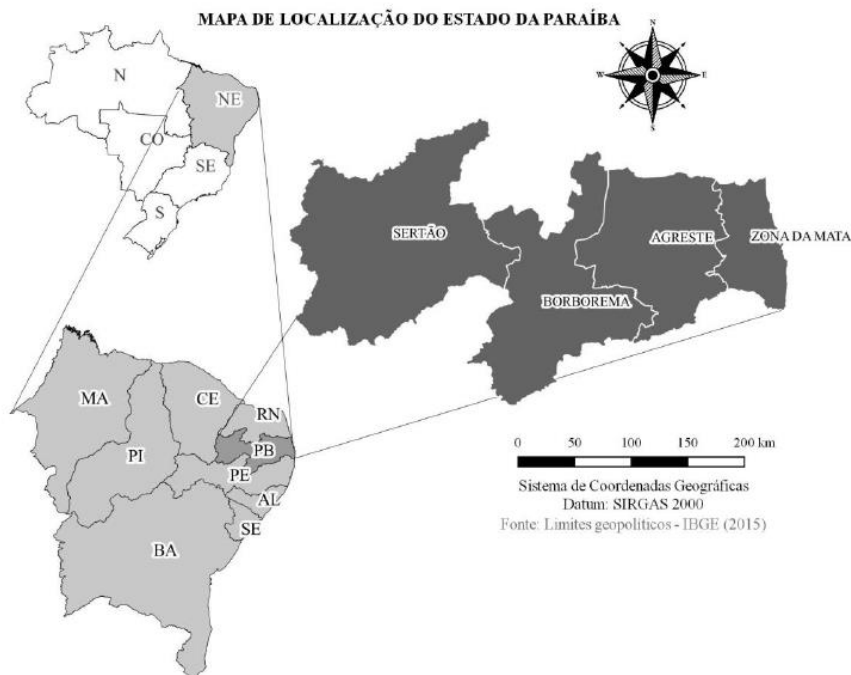 MAPA DE LOCALIZAÇÃO DO ESTADO DA PARAÍBA
N
W
E
S
N
NE
CO
SE
S
SERTÃO
AGRESTE
ZONA DA MATA
BORBOREMA
MA
CE
RN
PI
PB
PE
AL
SE
BA
0 50 100 150 200 km
Sistema de Coordenadas Geográficas
Datum: SIRGAS 2000
Fonte: Limites geopolíticos - IBGE (2015)